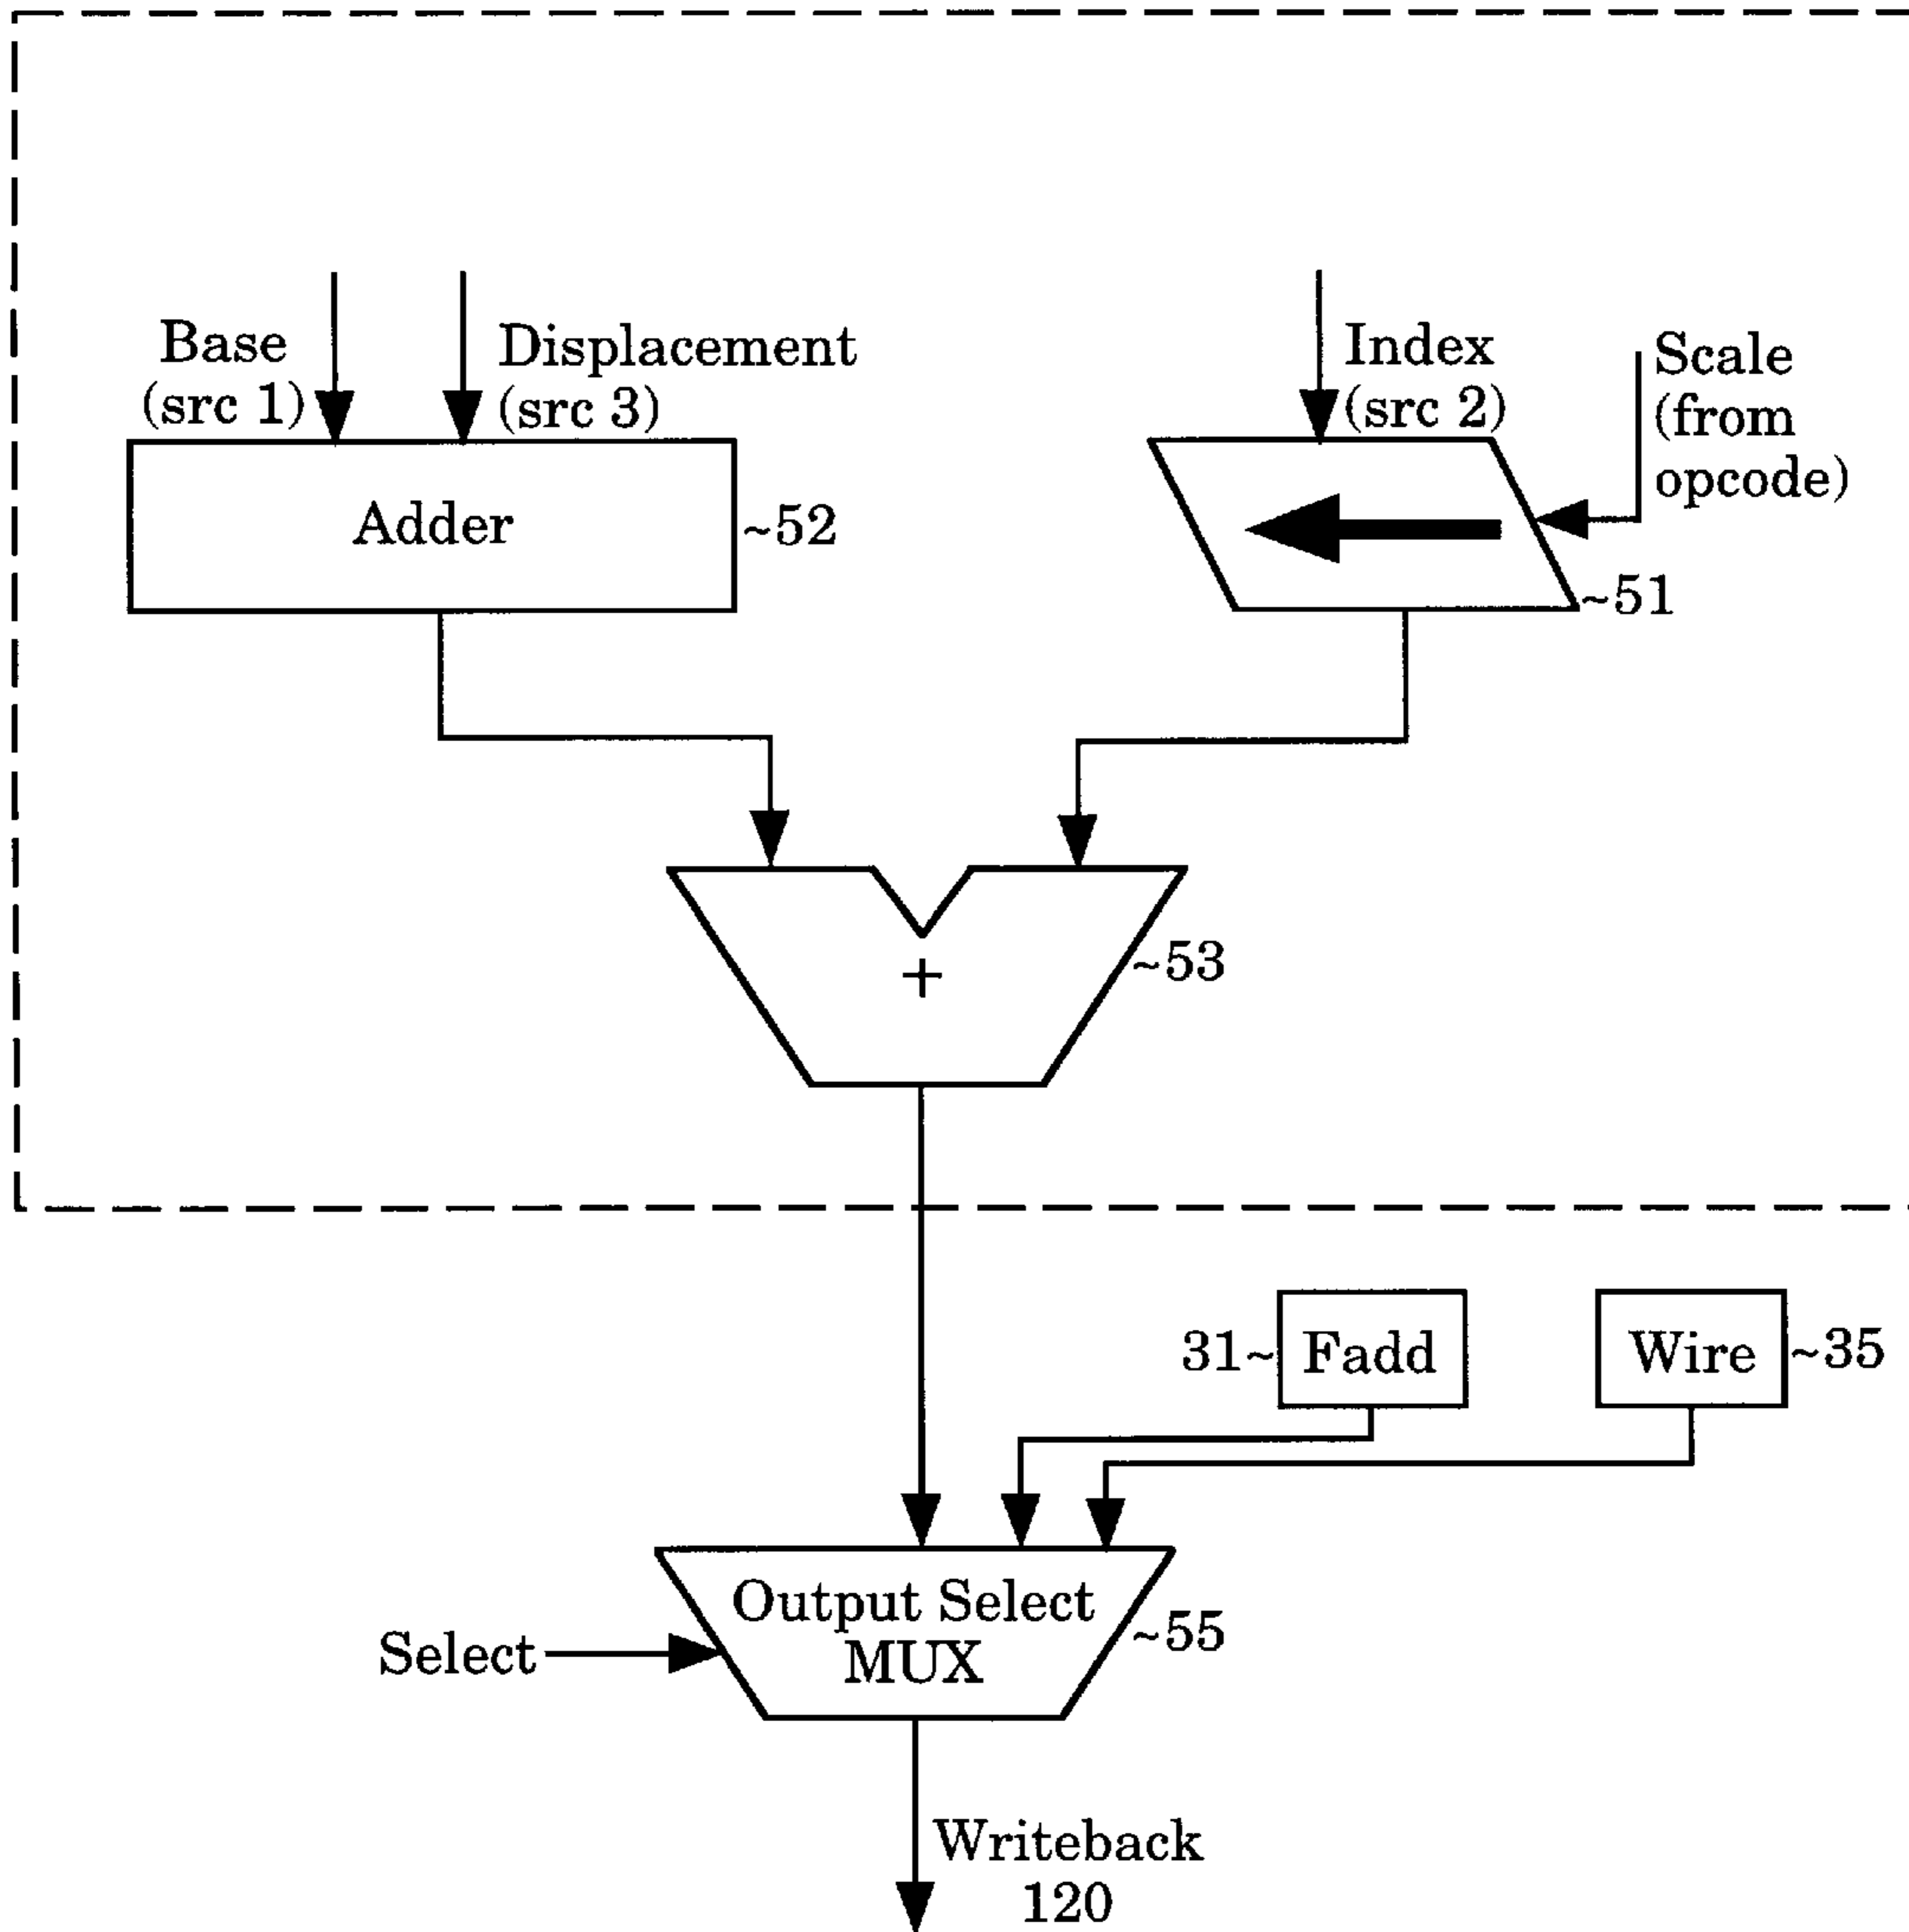 Base
(src 1)
Displacement
(src 3)
Index
(src 2)
Scale
(from
opcode)
Adder
~52
~51
+
~53
31~
Fadd
Wire
~35
Output Select
MUX
~55
Select
Writeback
120